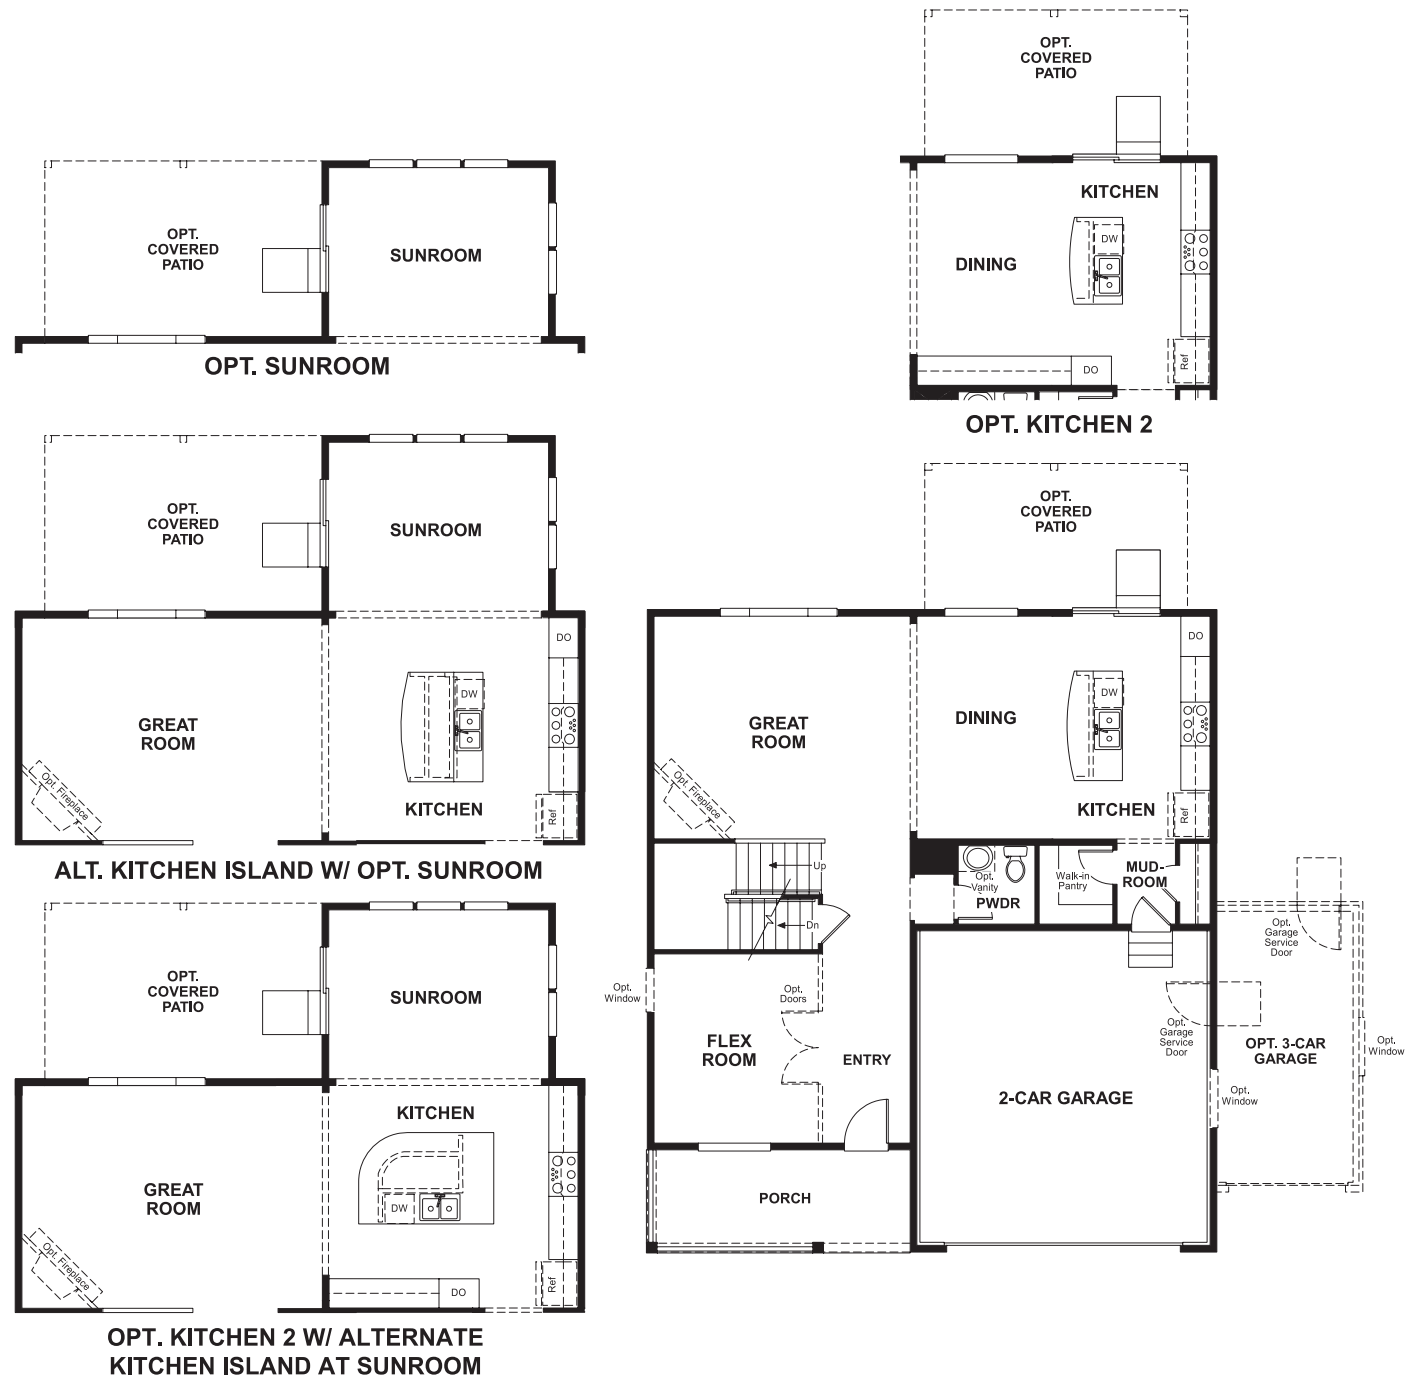 OPT.
COVERED
PATIO
KITCHEN
DW
DINING
Ref
DO
OPT. KITCHEN 2
OPT.
COVERED
PATIO
SUNROOM
OPT. SUNROOM
OPT.
COVERED
PATIO
SUNROOM
DO
DW
GREAT
ROOM
Opt. Fireplace
KITCHEN
Ref
ALT. KITCHEN ISLAND W/ OPT. SUNROOM
OPT.
COVERED
PATIO
SUNROOM
KITCHEN
GREAT
ROOM
DW
Opt. Fireplace
DO
Ref
OPT. KITCHEN 2 W/ ALTERNATE
KITCHEN ISLAND AT SUNROOM
OPT.
COVERED
PATIO
DO
DW
GREAT
ROOM
DINING
Opt. Fireplace
KITCHEN
Ref
Up
Dn
Opt.
Vanity
PWDR
Walk-in
Pantry
MUD-
ROOM
Opt.
Garage
Service
Door
Opt.
Window
Opt.
Doors
FLEX
ROOM
ENTRY
Opt.
Garage
Service
Door
OPT. 3-CAR
GARAGE
Opt.
Window
Opt.
Window
2-CAR GARAGE
PORCH